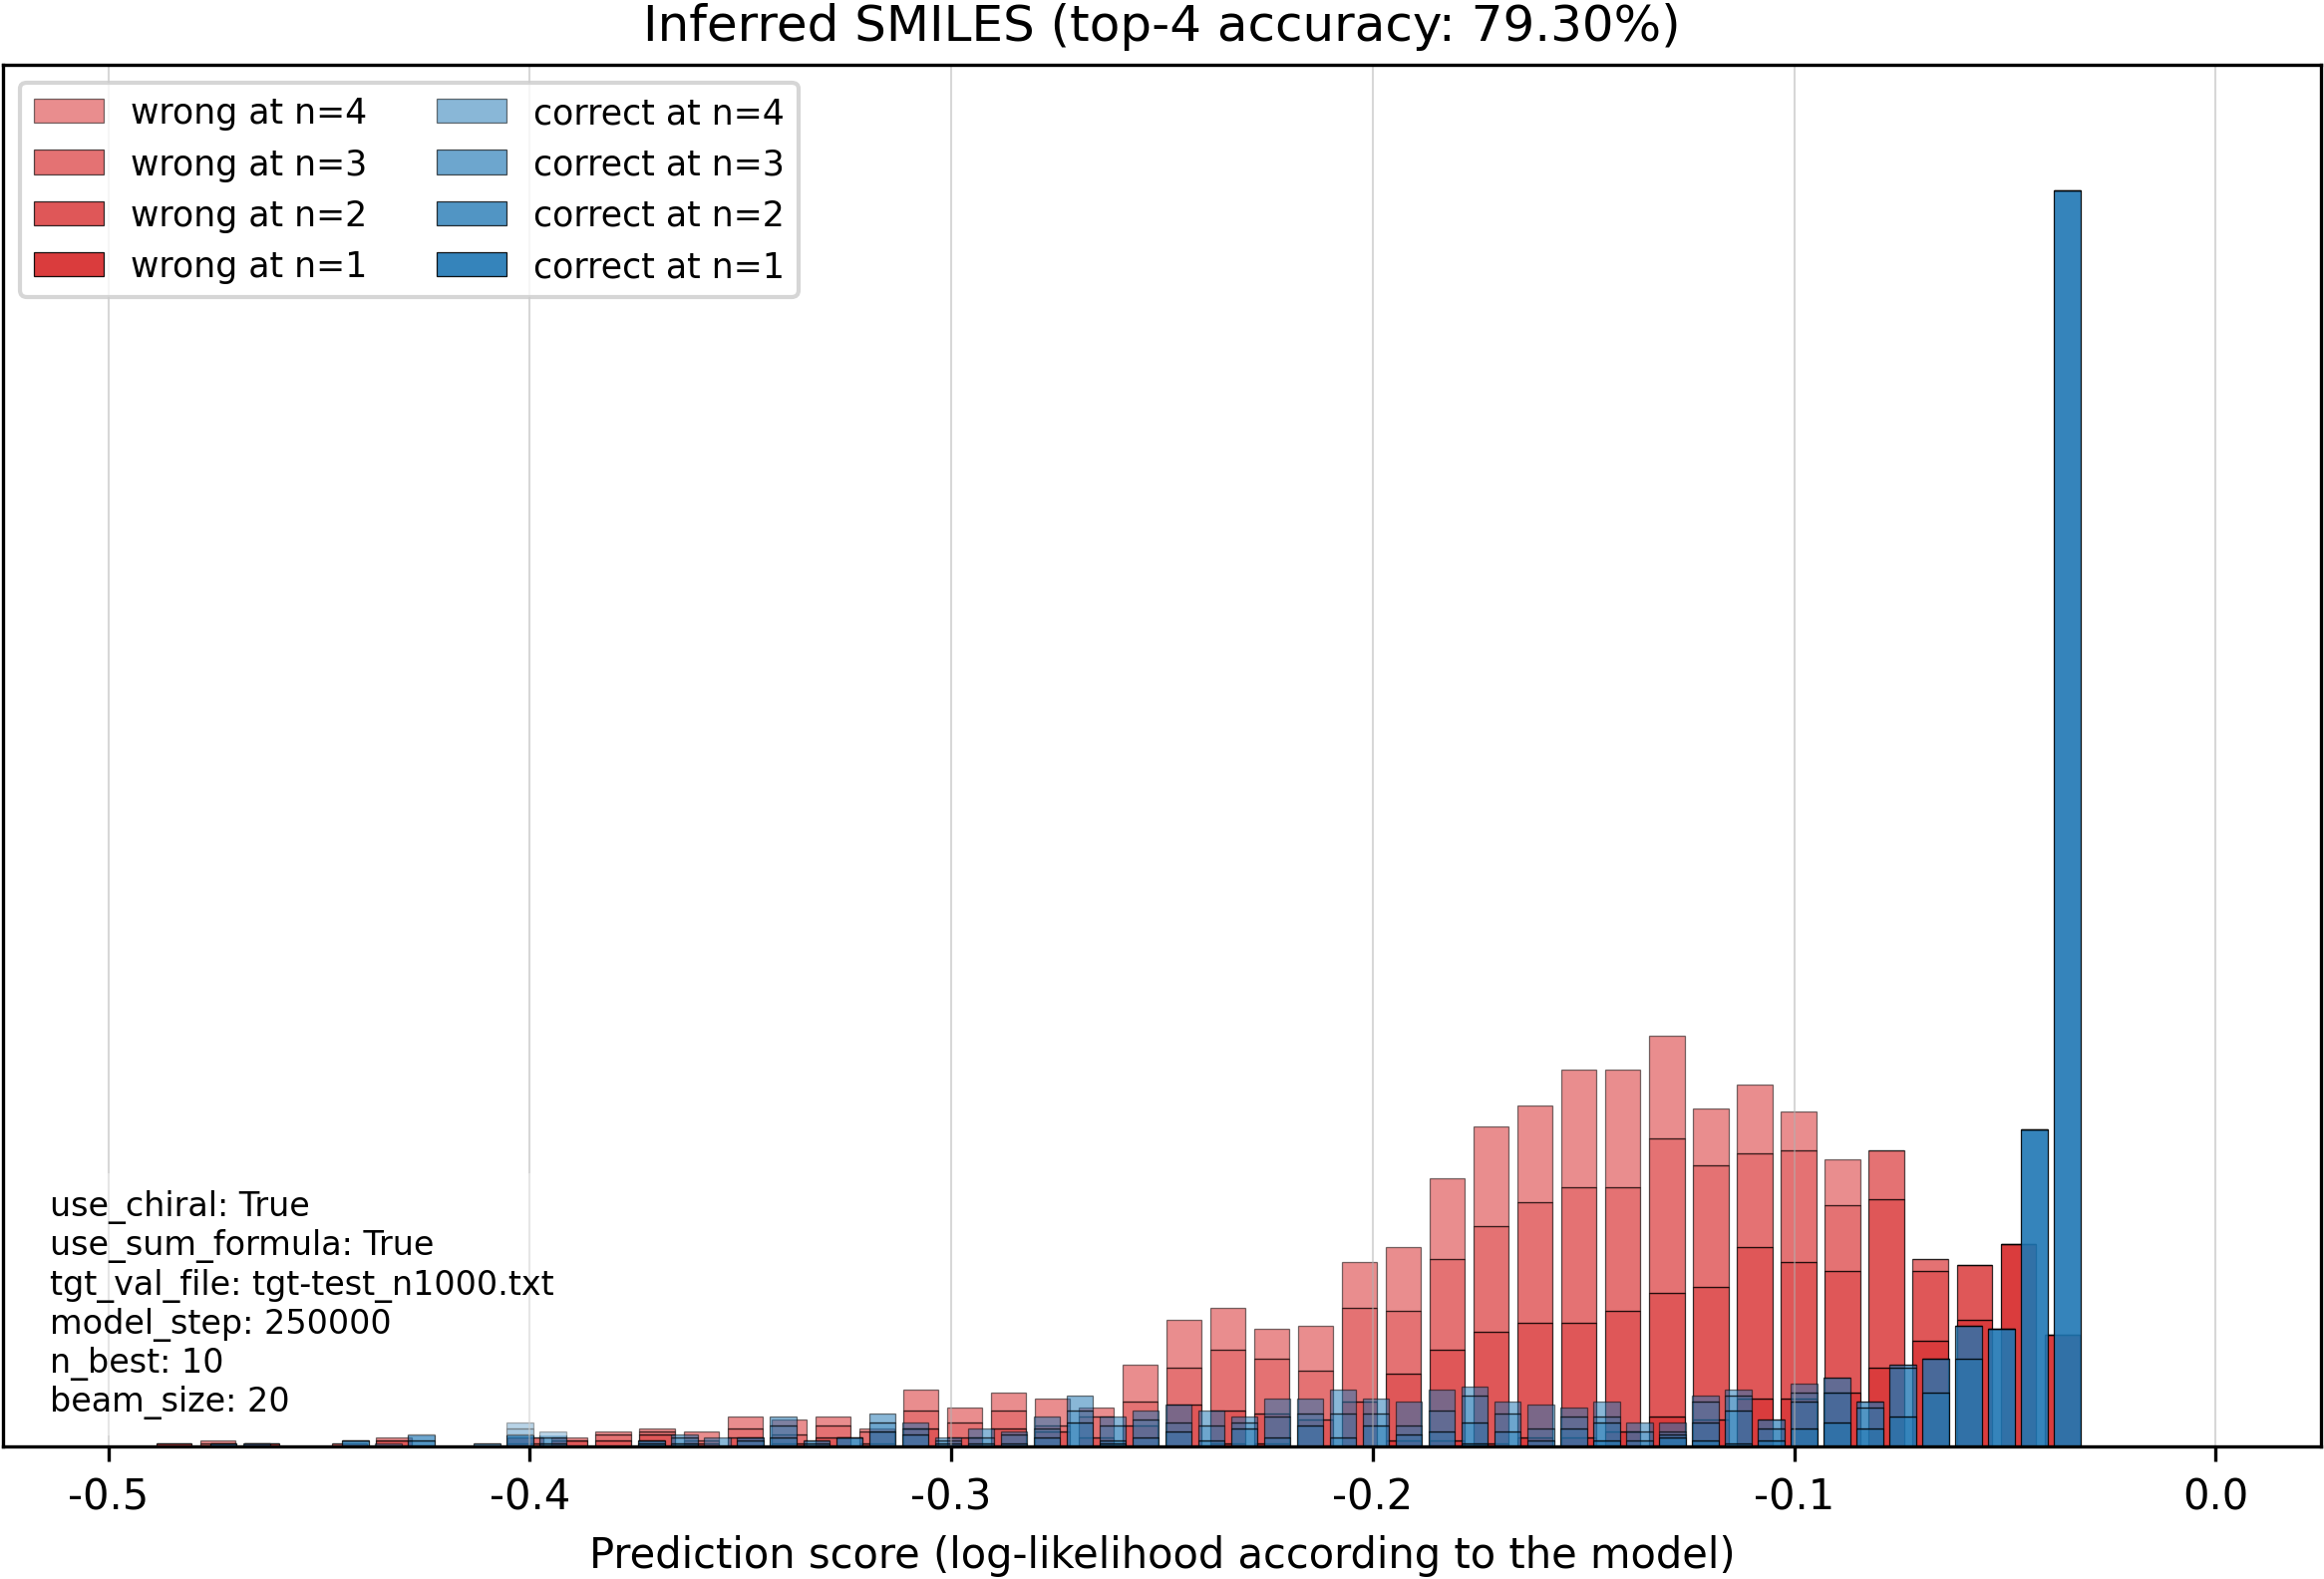 Inferred SMILES (top-4 accuracy: 79.30%)
wrong at n=4
wrong at n=3
wrong at n=2
wrong at n=1
correct at n=4
correct at n=3
correct at n=2
correct at n=1
use_chiral: True
use_sum_formula: True
tgt_val_file: tgt-test_n1000.txt
model_step: 250000
n_best: 10
beam_size: 20
-0.5 -0.4 -0.3 -0.2 -0.1 0.0
Prediction score (log-likelihood according to the model)